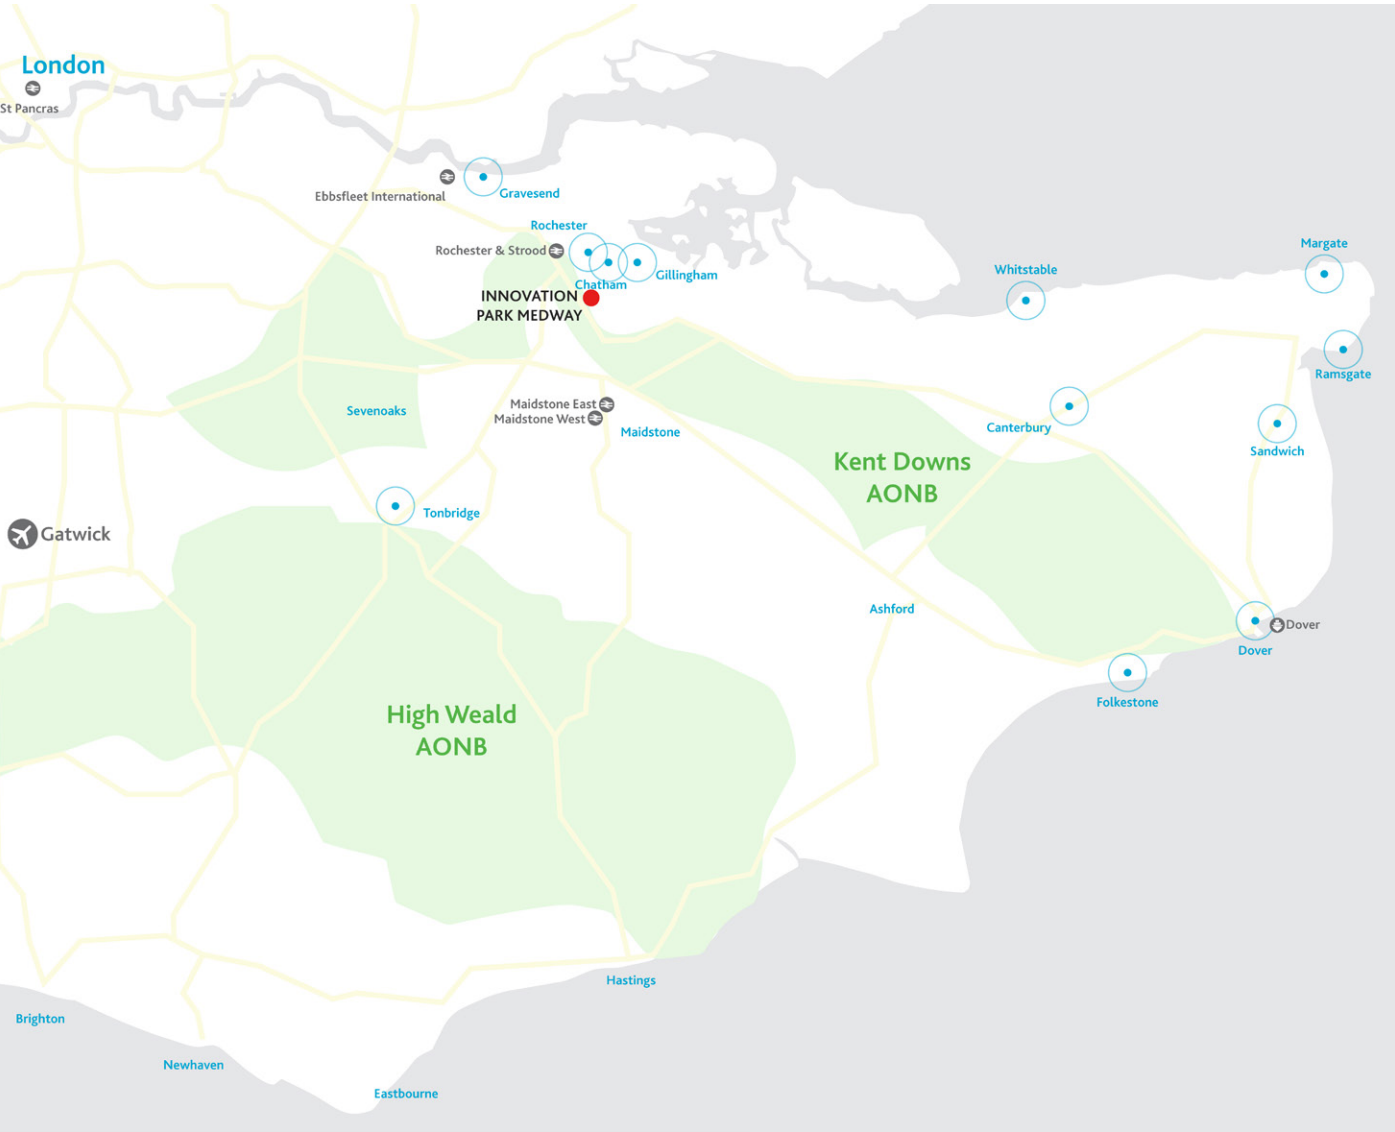 London
St Pancras
Ebbsfleet International
Gravesend
Rochester
Rochester & Strood
Gillingham
Chatham
INNOVATION
PARK MEDWAY
Margate
Whitstable
Ramsgate
Sevenoaks
Maidstone East
Maidstone West
Maidstone
Canterbury
Sandwich
Kent Downs
AONB
Tonbridge
Gatwick
Ashford
Dover
Dover
Folkestone
High Weald
AONB
Hastings
Brighton
Newhaven
Eastbourne